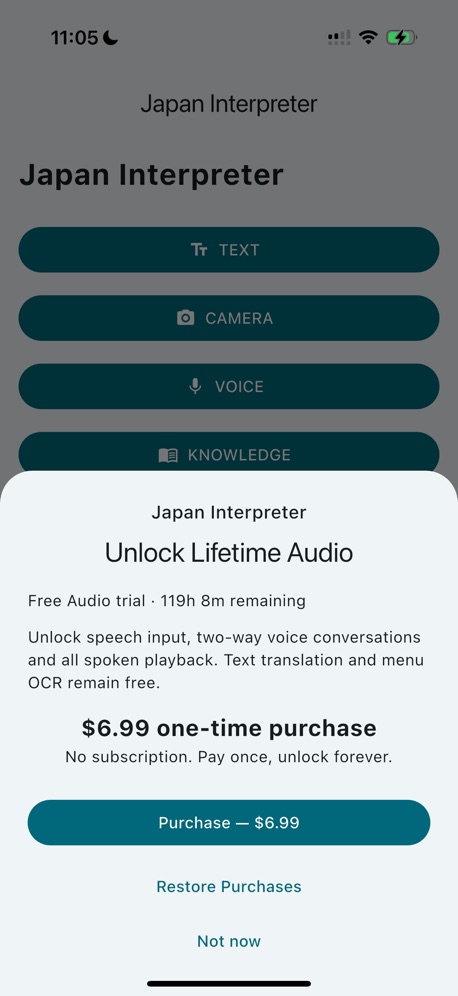 11:05
Japan Interpreter
Japan Interpreter
TEXT
CAMERA
VOICE
KNOWLEDGE
Japan Interpreter
Unlock Lifetime Audio
Free Audio trial · 119h 8m remaining
Unlock speech input, two-way voice conversations
and all spoken playback. Text translation and menu
OCR remain free.
$6.99 one-time purchase
No subscription. Pay once, unlock forever.
Purchase — $6.99
Restore Purchases
Not now